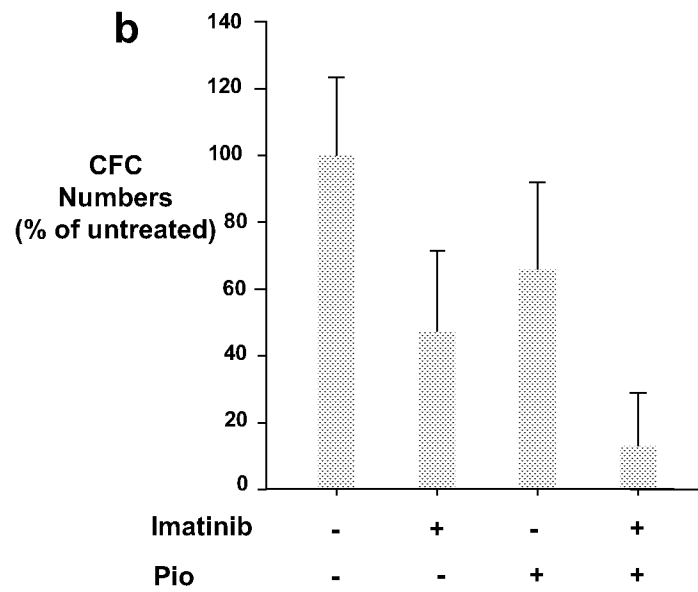 b
140
120
100
80
60
40
20
0
CFC
Numbers
(% of untreated)
Imatinib - + - +
Pio - - + +